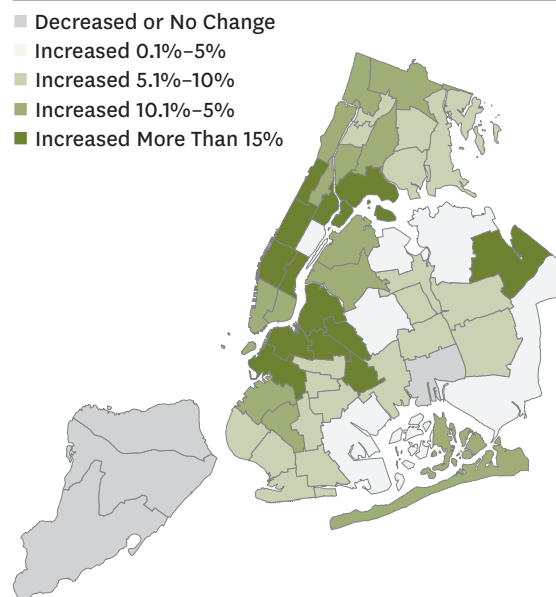 Decreased or No Change
Increased 0.1%–5%
Increased 5.1%–10%
Increased 10.1%–5%
Increased More Than 15%